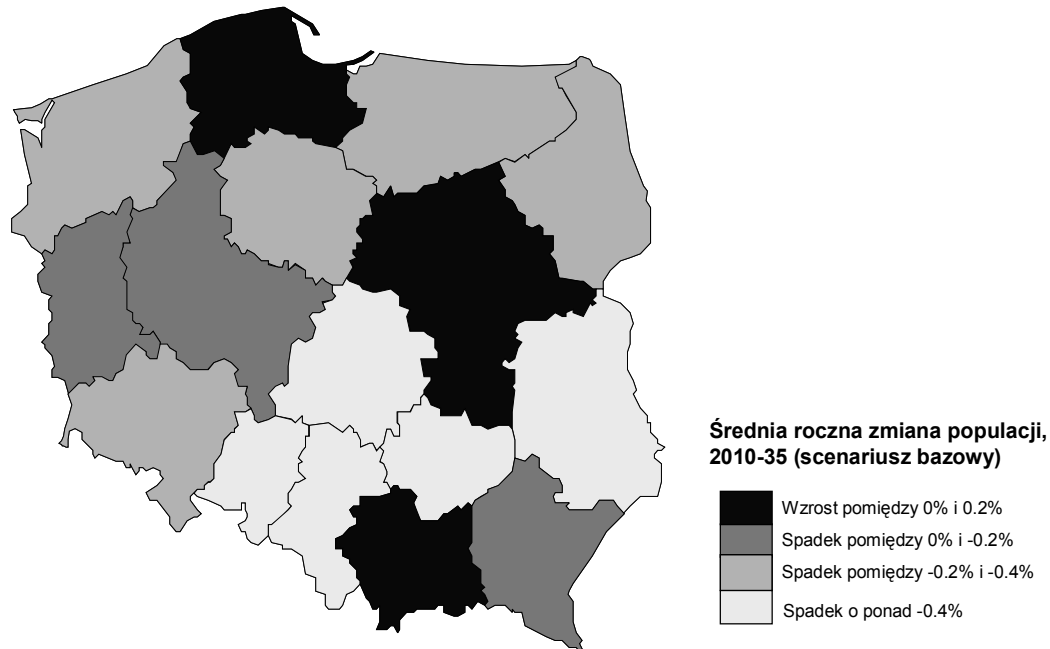 Średnia roczna zmiana populacji,
2010-35 (scenariusz bazowy)
Wzrost pomiędzy 0% i 0.2%
Spadek pomiędzy 0% i -0.2%
Spadek pomiędzy -0.2% i -0.4%
Spadek o ponad -0.4%